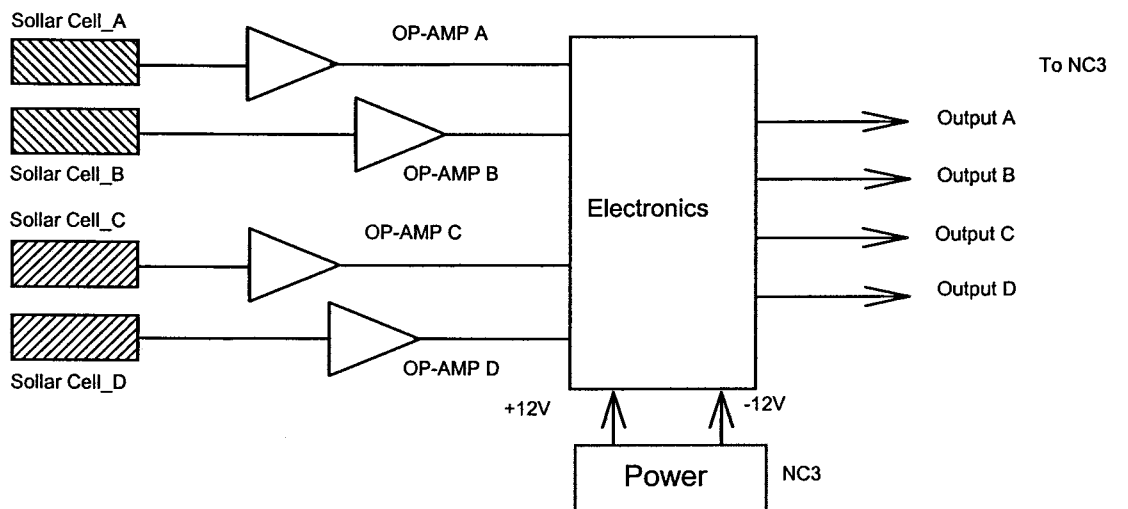 Sollar Cell_A
OP-AMP A
To NC3
Output A
Sollar Cell_B
OP-AMP B
Output B
Electronics
Sollar Cell_C
OP-AMP C
Output C
Output D
Sollar Cell_D
OP-AMP D
+12V
-12V
Power
NC3